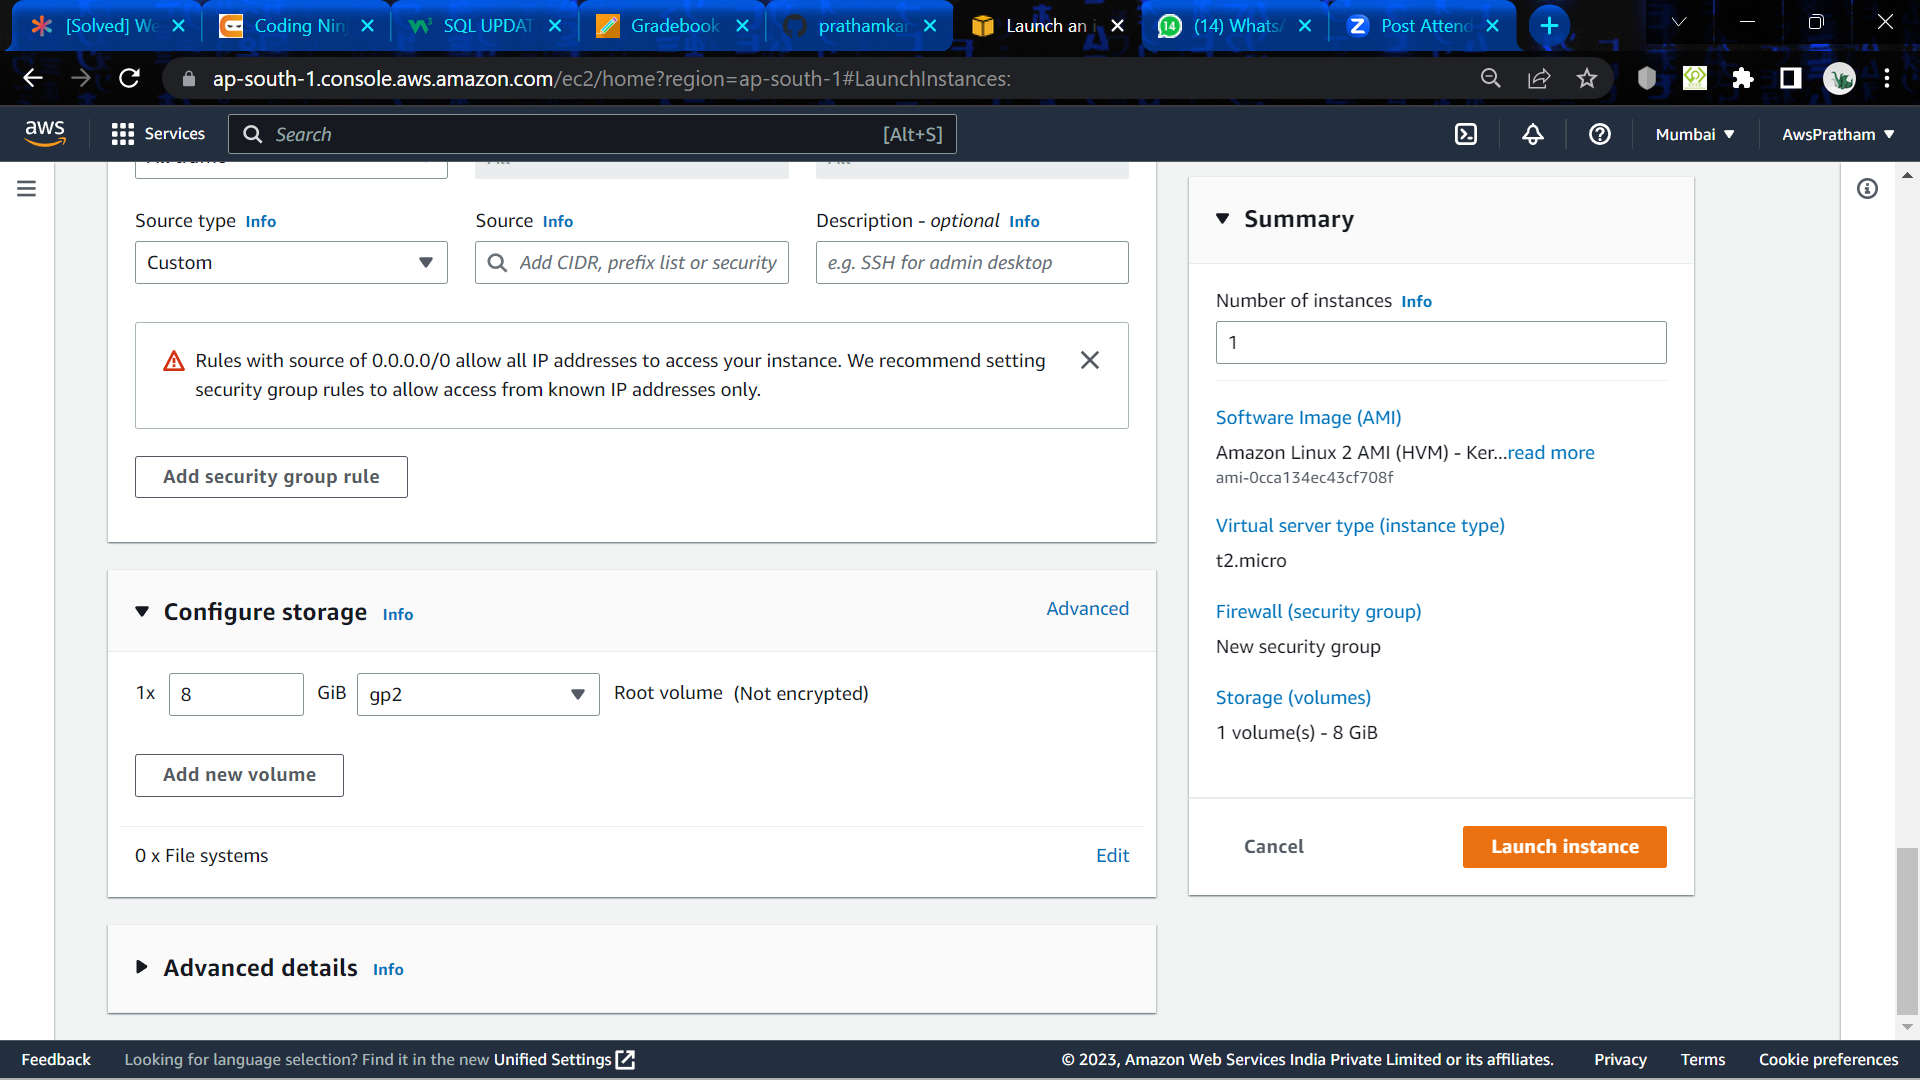 [Solved] We
Coding Nin
SQL UPDAT
Gradebook
prathamkar
Launch an i
14
(14) Whats
Post Attend
ap-south-1.console.aws.amazon.com/ec2/home?region=ap-south-1#LaunchInstances:
aws
Services
Search
[Alt+S]
Mumbai
AwsPratham
Source type Info
Source Info
Description - optional Info
Custom
Add CIDR, prefix list or security
e.g. SSH for admin desktop
Rules with source of 0.0.0.0/0 allow all IP addresses to access your instance. We recommend setting
security group rules to allow access from known IP addresses only.
Add security group rule
Configure storage Info
Advanced
1x
8
GiB
gp2
Root volume (Not encrypted)
Add new volume
0 x File systems
Edit
Advanced details Info
Summary
Number of instances Info
1
Software Image (AMI)
Amazon Linux 2 AMI (HVM) - Ker...read more
ami-0cca134ec43cf708f
Virtual server type (instance type)
t2.micro
Firewall (security group)
New security group
Storage (volumes)
1 volume(s) - 8 GiB
Cancel
Launch instance
Feedback
Looking for language selection? Find it in the new Unified Settings
© 2023, Amazon Web Services India Private Limited or its affiliates.
Privacy
Terms
Cookie preferences